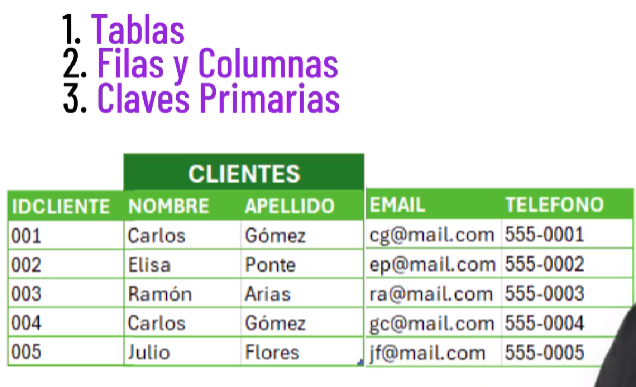 1. Tablas
2. Filas y Columnas
3. Claves Primarias
CLIENTES
IDCLIENTE NOMBRE APELLIDO EMAIL TELEFONO
001 Carlos Gómez cg@mail.com 555-0001
002 Elisa Ponte ep@mail.com 555-0002
003 Ramón Arias ra@mail.com 555-0003
004 Carlos Gómez gc@mail.com 555-0004
005 Julio Flores jf@mail.com 555-0005